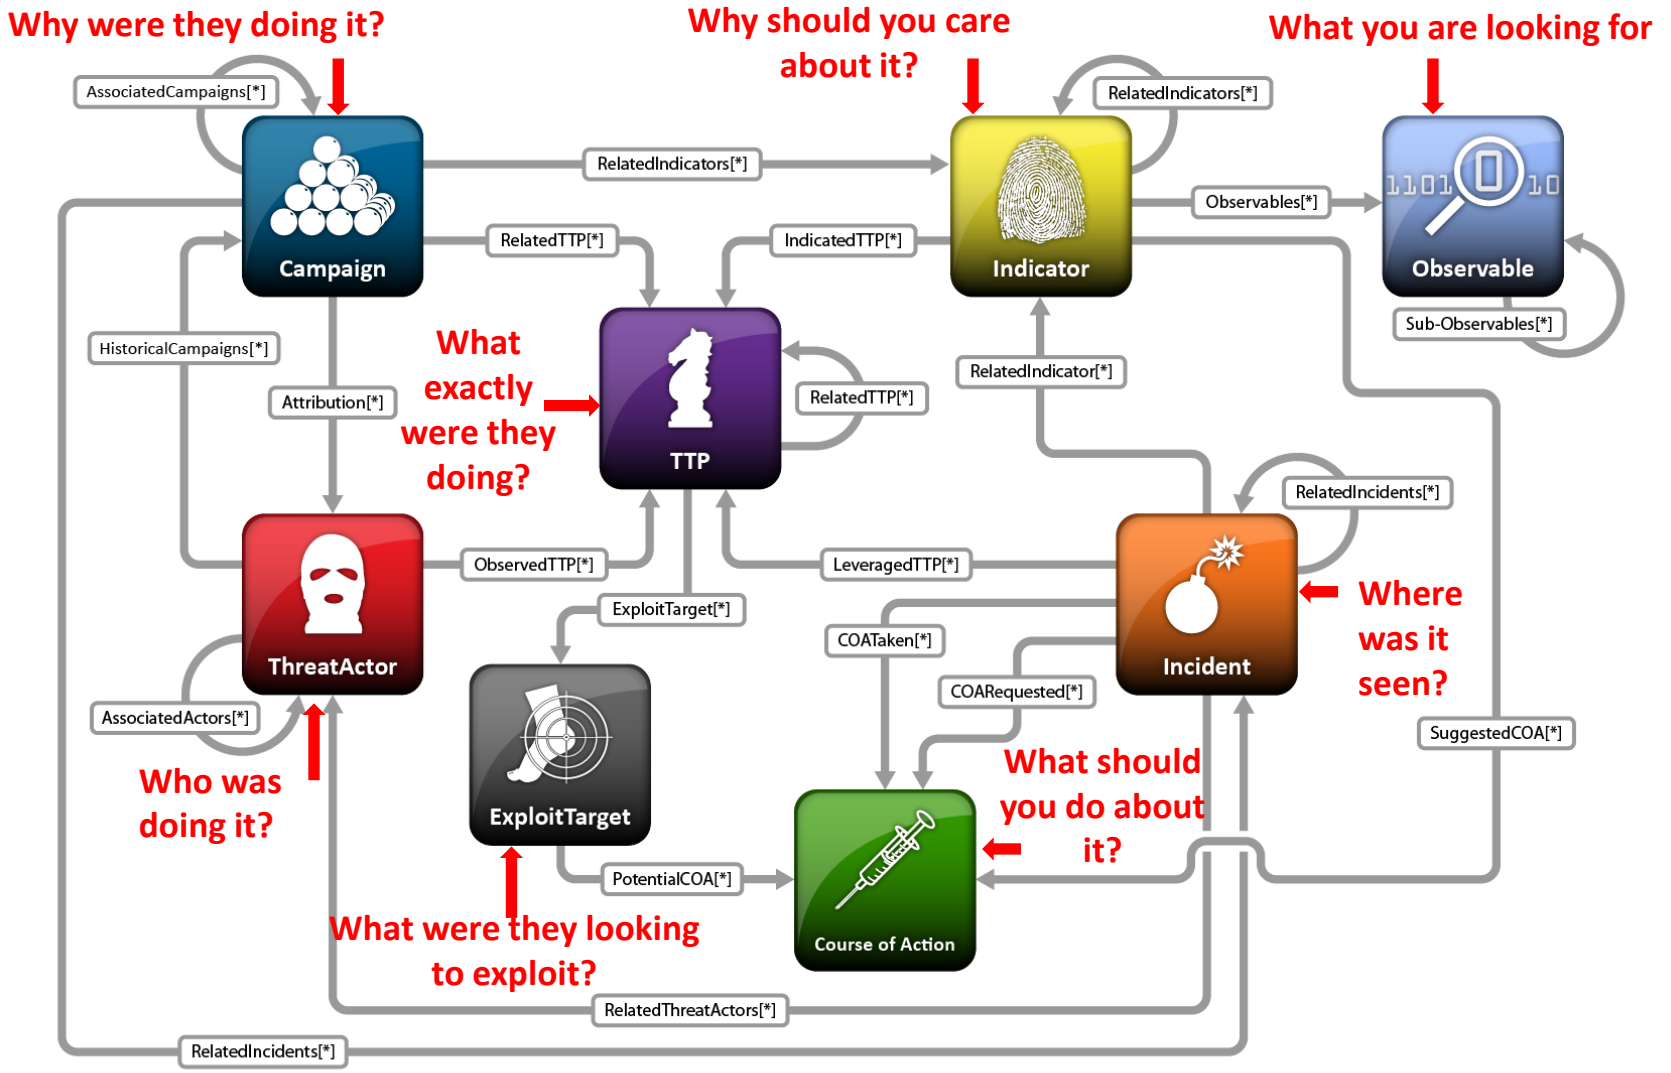 Why were they doing it?
Why should you care
about it?
What you are looking for
AssociatedCampaigns[*]
RelatedIndicators[*]
RelatedIndicators[*]
1101 0 10
Observables[*]
RelatedTTP[*]
IndicatedTTP[*]
Campaign
Indicator
Observable
Sub-Observables[*]
HistoricalCampaigns[*]
What
exactly
were they
doing?
RelatedIndicator[*]
Attribution[*]
RelatedTTP[*]
TTP
RelatedIncidents[*]
ObservedTTP[*]
LeveragedTTP[*]
ExploitTarget[*]
Where
was it
seen?
COATaken[*]
ThreatActor
Incident
COARequested[*]
AssociatedActors[*]
SuggestedCOA[*]
Who was
doing it?
What should
you do about
it?
ExploitTarget
PotentialCOA[*]
What were they looking
to exploit?
Course of Action
RelatedThreatActors[*]
RelatedIncidents[*]